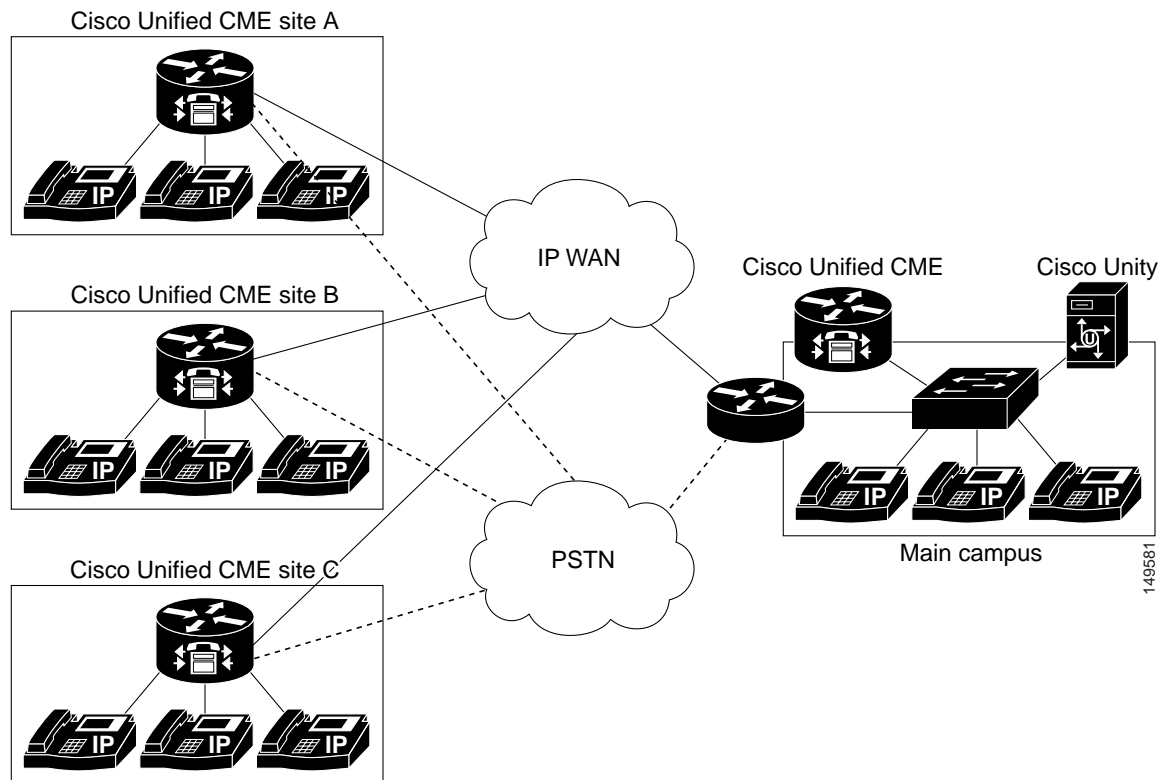 Cisco Unified CME site A
IP
IP
IP
Cisco Unified CME site B
IP
IP
IP
Cisco Unified CME site C
IP
IP
IP
IP WAN
PSTN
Cisco Unified CME
Cisco Unity
U
IP
IP
IP
Main campus
149581